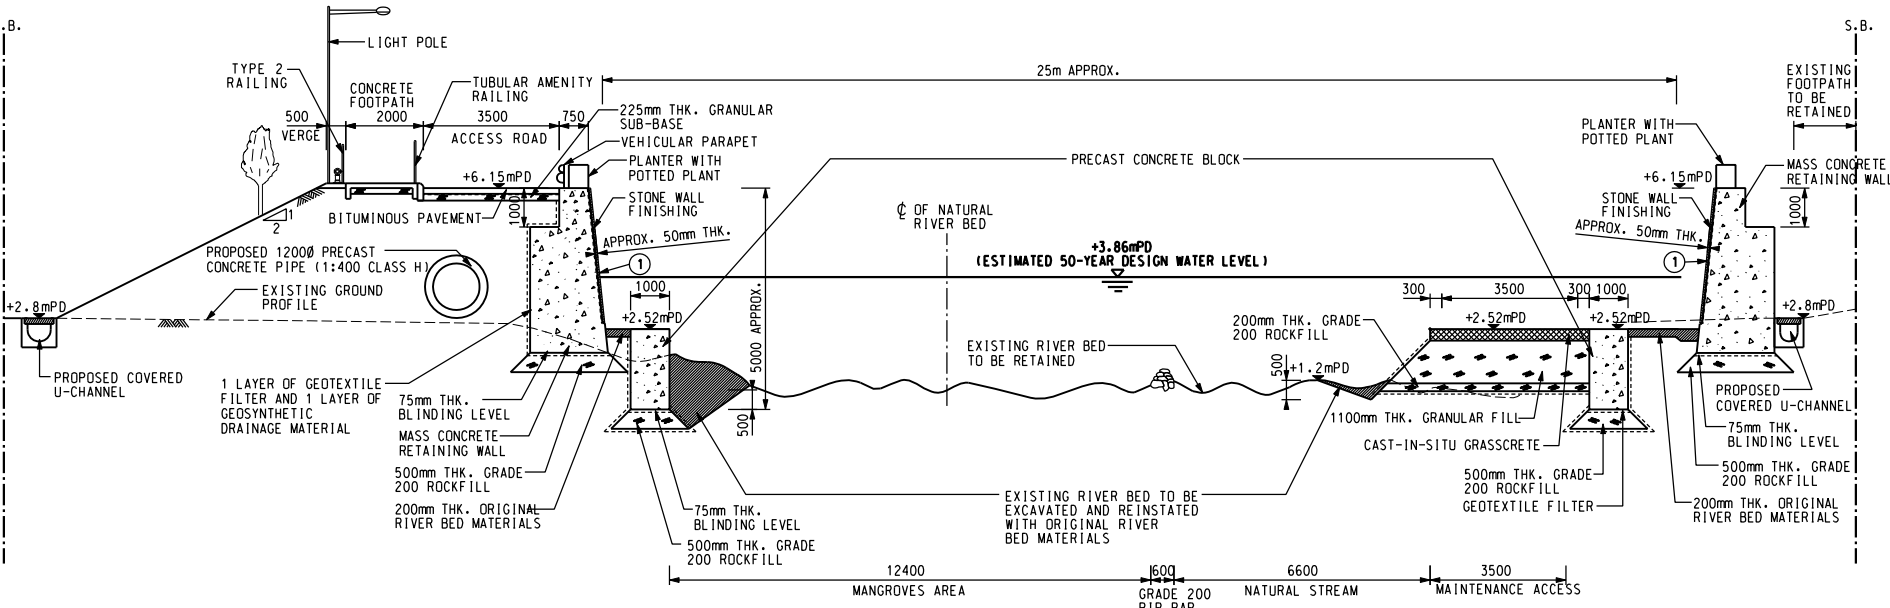 S.B.
S.B.
LIGHT POLE
TYPE 2
RAILING
CONCRETE
FOOTPATH
TUBULAR AMENITY
RAILING
25m APPROX.
EXISTING
FOOTPATH
TO BE
RETAINED
500
VERGE
2000
3500
ACCESS ROAD
750
225mm THK. GRANULAR
SUB-BASE
VEHICULAR PARAPET
PLANTER WITH
POTTED PLANT
PRECAST CONCRETE BLOCK
PLANTER WITH
POTTED PLANT
MASS CONCRETE
RETAINING WALL
+6.15mPD
+6.15mPD
STONE WALL
FINISHING
STONE WALL
FINISHING
1
2
BITUMINOUS PAVEMENT
1000
1000
℄ OF NATURAL
RIVER BED
APPROX. 50mm THK.
APPROX. 50mm THK.
PROPOSED 1200Ø PRECAST
CONCRETE PIPE (1:400 CLASS H)
+3.86mPD
(ESTIMATED 50-YEAR DESIGN WATER LEVEL)
1
1
EXISTING GROUND
PROFILE
+2.8mPD
1000
+2.52mPD
5000 APPROX.
300
3500
300
1000
+2.52mPD
+2.52mPD
+2.8mPD
200mm THK. GRADE
200 ROCKFILL
EXISTING RIVER BED
TO BE RETAINED
500
+1.2mPD
PROPOSED COVERED
U-CHANNEL
1 LAYER OF GEOTEXTILE
FILTER AND 1 LAYER OF
GEOSYNTHETIC
DRAINAGE MATERIAL
75mm THK.
BLINDING LEVEL
MASS CONCRETE
RETAINING WALL
500mm THK. GRADE
200 ROCKFILL
200mm THK. ORIGINAL
RIVER BED MATERIALS
500
1100mm THK. GRANULAR FILL
CAST-IN-SITU GRASSCRETE
PROPOSED
COVERED U-CHANNEL
75mm THK.
BLINDING LEVEL
500mm THK. GRADE
200 ROCKFILL
GEOTEXTILE FILTER
500mm THK. GRADE
200 ROCKFILL
200mm THK. ORIGINAL
RIVER BED MATERIALS
75mm THK.
BLINDING LEVEL
500mm THK. GRADE
200 ROCKFILL
EXISTING RIVER BED TO BE
EXCAVATED AND REINSTATED
WITH ORIGINAL RIVER
BED MATERIALS
12400
MANGROVES AREA
600
GRADE 200
RIP RAP
6600
NATURAL STREAM
3500
MAINTENANCE ACCESS